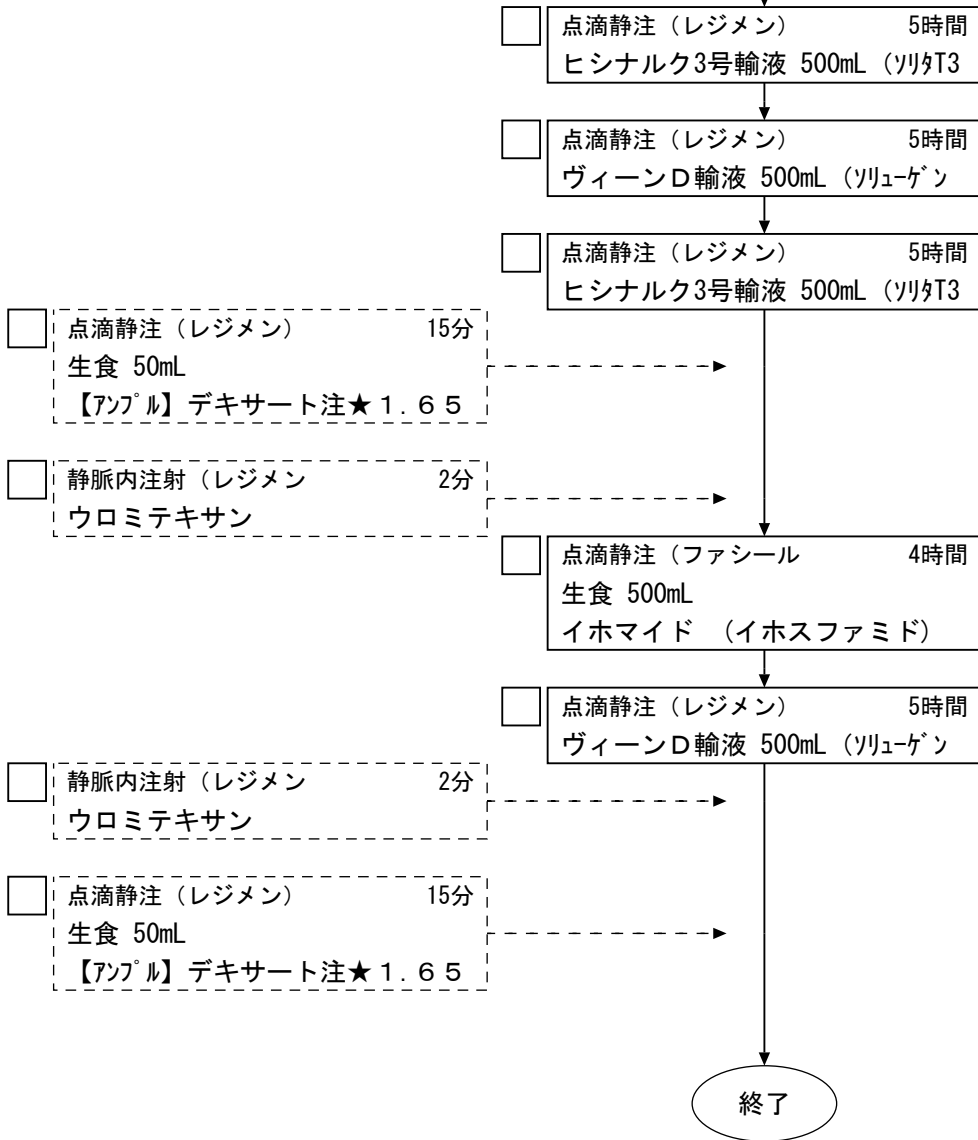 点滴静注（レジメン） 5時間
ヒシナルク3号輸液 500mL（ｿﾘﾀT3
点滴静注（レジメン） 5時間
ヴィーンＤ輸液 500mL（ｿﾘｭｰｹﾞﾝ
点滴静注（レジメン） 5時間
ヒシナルク3号輸液 500mL（ｿﾘﾀT3
点滴静注（レジメン） 15分
生食 50mL
【ｱﾝﾌﾟﾙ】デキサート注★１.６５
静脈内注射（レジメン 2分
ウロミテキサン
点滴静注（ファシール 4時間
生食 500mL
イホマイド （イホスファミド）
点滴静注（レジメン） 5時間
ヴィーンＤ輸液 500mL（ｿﾘｭｰｹﾞﾝ
静脈内注射（レジメン 2分
ウロミテキサン
点滴静注（レジメン） 15分
生食 50mL
【ｱﾝﾌﾟﾙ】デキサート注★１.６５
終了